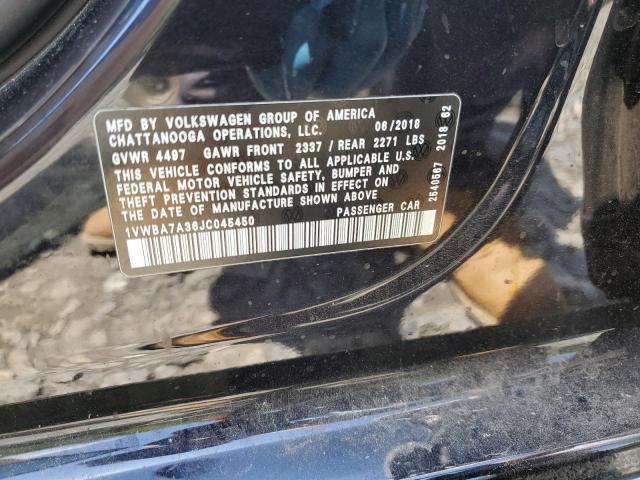 MFD BY VOLKSWAGEN GROUP OF AMERICA
CHATTANOOGA OPERATIONS, LLC. 06/2018
GVWR 4497 GAWR FRONT 2337 / REAR 2271 LBS
THIS VEHICLE CONFORMS TO ALL APPLICABLE U.S.
FEDERAL MOTOR VEHICLE SAFETY, BUMPER AND
THEFT PREVENTION STANDARDS IN EFFECT ON
THE DATE OF MANUFACTURE SHOWN ABOVE
1VWBA7A36JC045450 PASSENGER CAR
2540567 2018 62